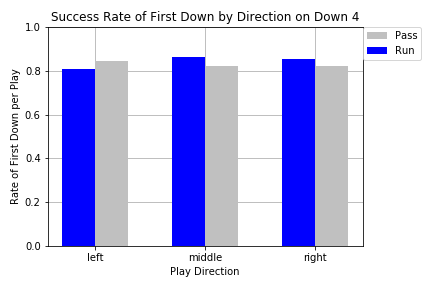 Success Rate of First Down by Direction on Down 4
Pass
Run
1.0
0.8
0.6
0.4
0.2
0.0
Rate of First Down per Play
left middle right
Play Direction